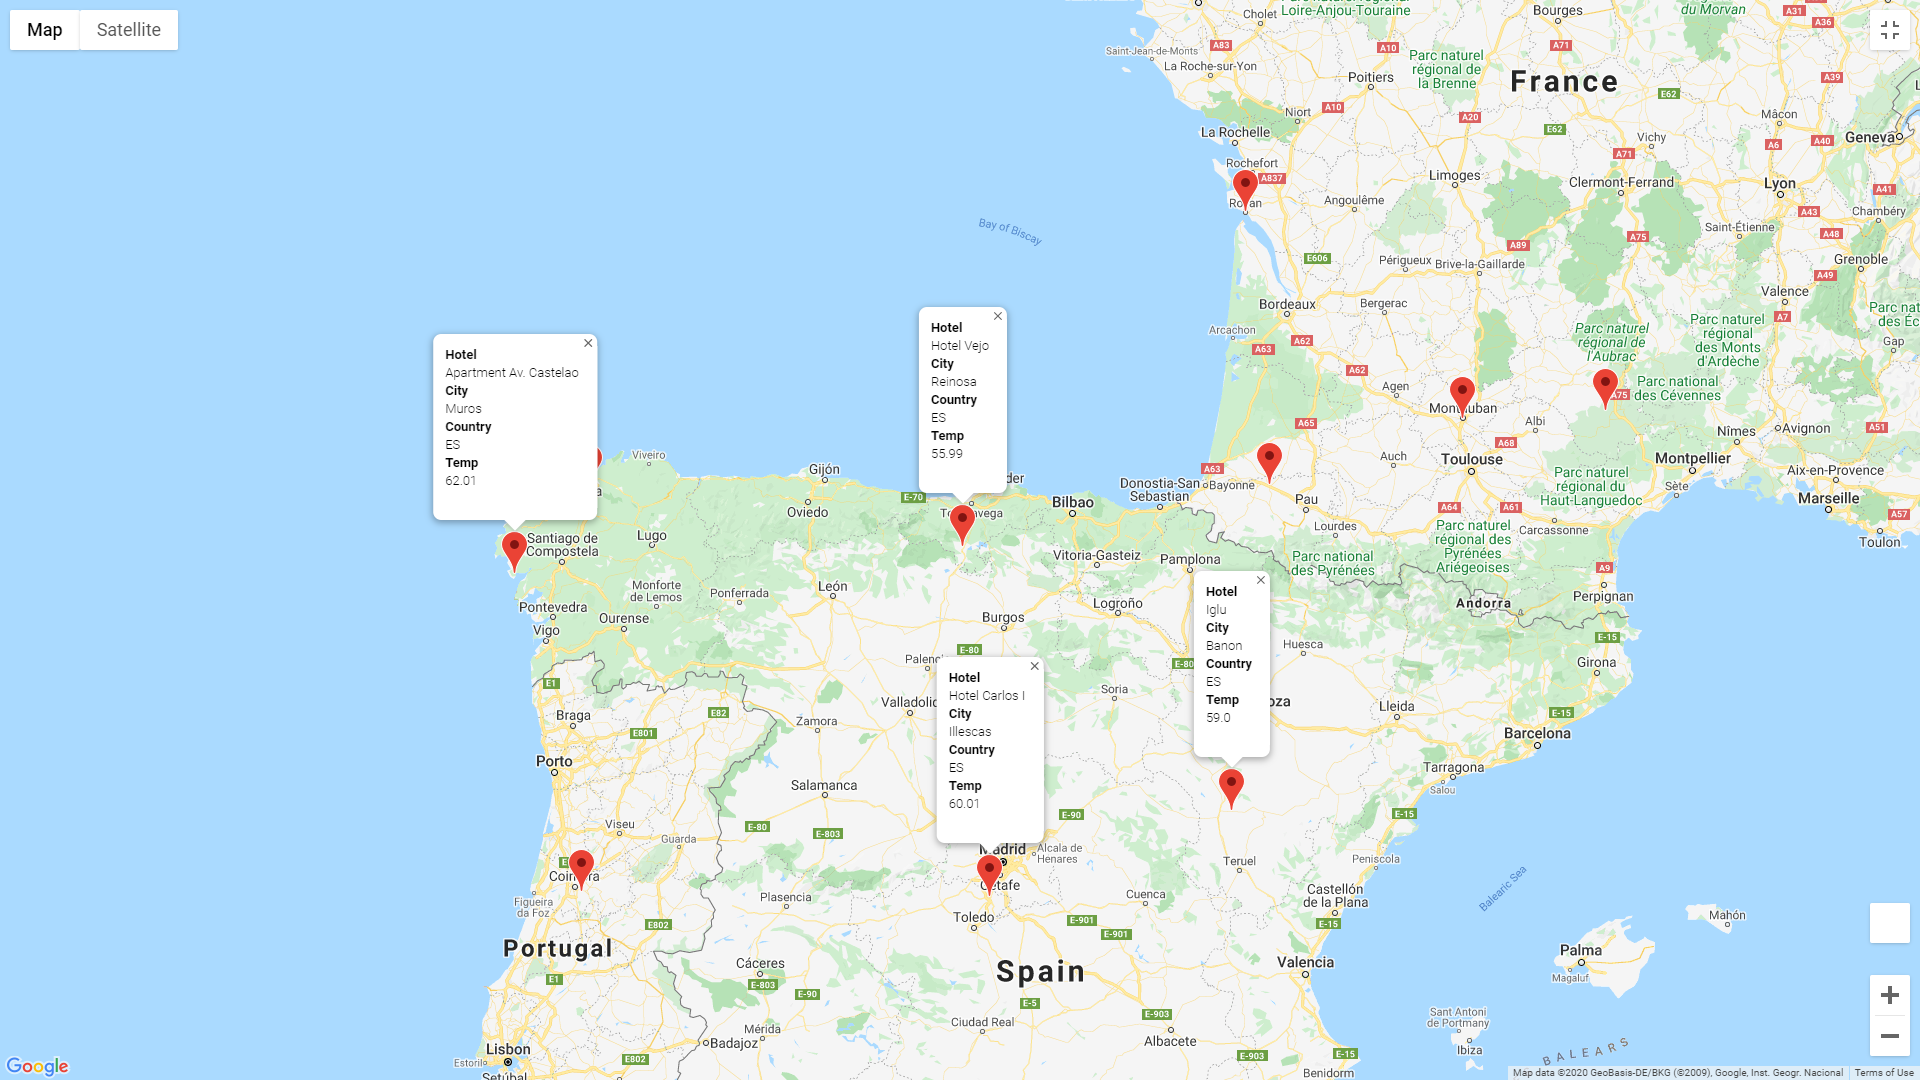 Map
Satellite
Hotel
Apartment Av. Castelao
City
Muros
Country
ES
Temp
62.01
Hotel
Hotel Vejo
City
Reinosa
Country
ES
Temp
55.99
Hotel
Iglu
City
Banon
Country
ES
Temp
59.0
Hotel
Hotel Carlos I
City
Illescas
Country
ES
Temp
60.01
France
Spain
Portugal
Andorra
Bay of Biscay
Balearic Sea
BALEARS
Cholet
Loire-Anjou-Touraine
Bourges
du Morvan
Saint-Jean-de-Monts
La Roche-sur-Yon
Poitiers
Parc naturel
régional de
la Brenne
Niort
La Rochelle
Rochefort
Vichy
Mâcon
Geneva
Limoges
Clermont-Ferrand
Lyon
Angoulême
Chambéry
Saint-Étienne
Périgueux
Brive-la-Gaillarde
Grenoble
Bordeaux
Bergerac
Valence
Arcachon
Parc naturel
régional de
l'Aubrac
Parc naturel
régional
des Monts
d'Ardèche
Gap
Agen
Parc national
des Cévennes
Albi
Nîmes
Avignon
Auch
Toulouse
Montpellier
Aix-en-Provence
Marseille
Sète
Toulon
Parc naturel
régional du
Haut-Languedoc
Carcassonne
Parc naturel
régional des
Pyrénées
Ariégeoises
Perpignan
Bayonne
Pau
Lourdes
Parc national
des Pyrénées
Donostia-San
Sebastian
Bilbao
Vitoria-Gasteiz
Pamplona
Logroño
Huesca
Girona
Lleida
Barcelona
Tarragona
Salou
Viveiro
Gijón
Oviedo
Lugo
Santiago de
Compostela
Monforte
de Lemos
Ponferrada
León
Pontevedra
Ourense
Vigo
Burgos
Soria
Zamora
Braga
Porto
Salamanca
Viseu
Guarda
Figueira
da Foz
Plasencia
Cáceres
Toledo
Madrid
Alcala de
Henares
Cuenca
Teruel
Peniscola
Castellón
de la Plana
Valencia
Mérida
Badajoz
Ciudad Real
Albacete
Benidorm
Lisbon
Estoril
Setúbal
Palma
Magaluf
Mahón
Sant Antoni
de Portmany
Ibiza
A31
A36
A83
A10
A71
A39
E62
A10
A20
E62
A6
A40
A71
A837
A41
A43
A48
A75
A89
E606
A49
A7
A63
A62
A62
A75
A65
A51
A68
A63
E-70
A64
A61
A57
A9
E-15
E-80
E1
E82
E801
E-15
E-90
E-80
E-803
E-15
E802
E-901
E-901
E-15
E1
E-803
E-90
E-5
E-903
E802
E-903
E-15
Google
Map data ©2020 GeoBasis-DE/BKG (©2009), Google, Inst. Geogr. Nacional
Terms of Use